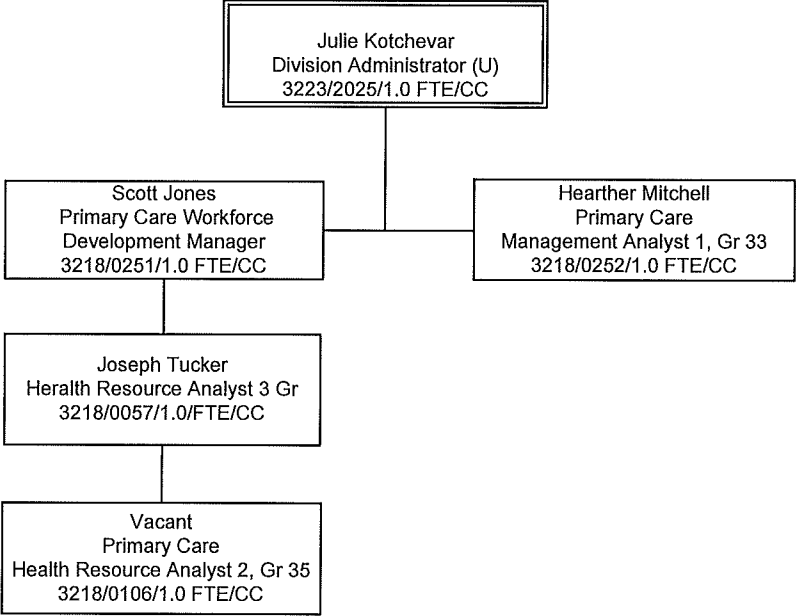 Julie Kotchevar
Division Administrator (U)
3223/2025/1.0 FTE/CC
Scott Jones
Primary Care Workforce
Development Manager
3218/0251/1.0 FTE/CC
Hearther Mitchell
Primary Care
Management Analyst 1, Gr 33
3218/0252/1.0 FTE/CC
Joseph Tucker
Heralth Resource Analyst 3 Gr
3218/0057/1.0/FTE/CC
Vacant
Primary Care
Health Resource Analyst 2, Gr 35
3218/0106/1.0 FTE/CC